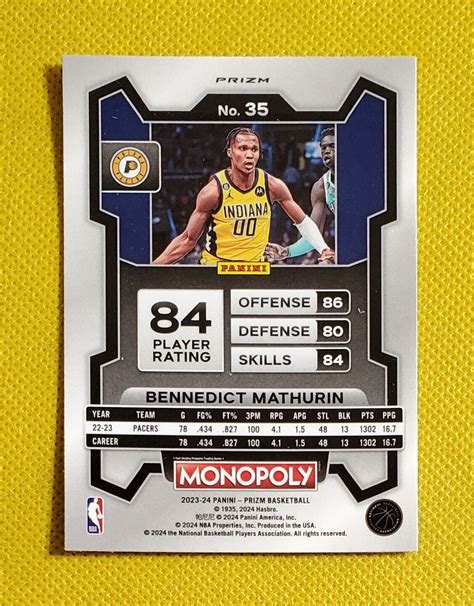 PRIZM
No. 35
INDIANA
00
PANINI
84
PLAYER
RATING
OFFENSE 86
DEFENSE 80
SKILLS 84
BENNEDICT MATHURIN
YEAR TEAM G FG% FT% 3PM RPG APG STL BLK PTS PPG
22-23 PACERS 78 .434 .827 100 4.1 1.5 48 13 1302 16.7
CAREER 78 .434 .827 100 4.1 1.5 48 13 1302 16.7
MONOPOLY
2023-24 PANINI – PRIZM BASKETBALL
© 1935, 2024 Hasbro.
帕尼尼 © 2024 Panini America, Inc.
© 2024 NBA Properties, Inc. Produced in the USA.
© 2024 the National Basketball Players Association. All rights reserved.
NBA